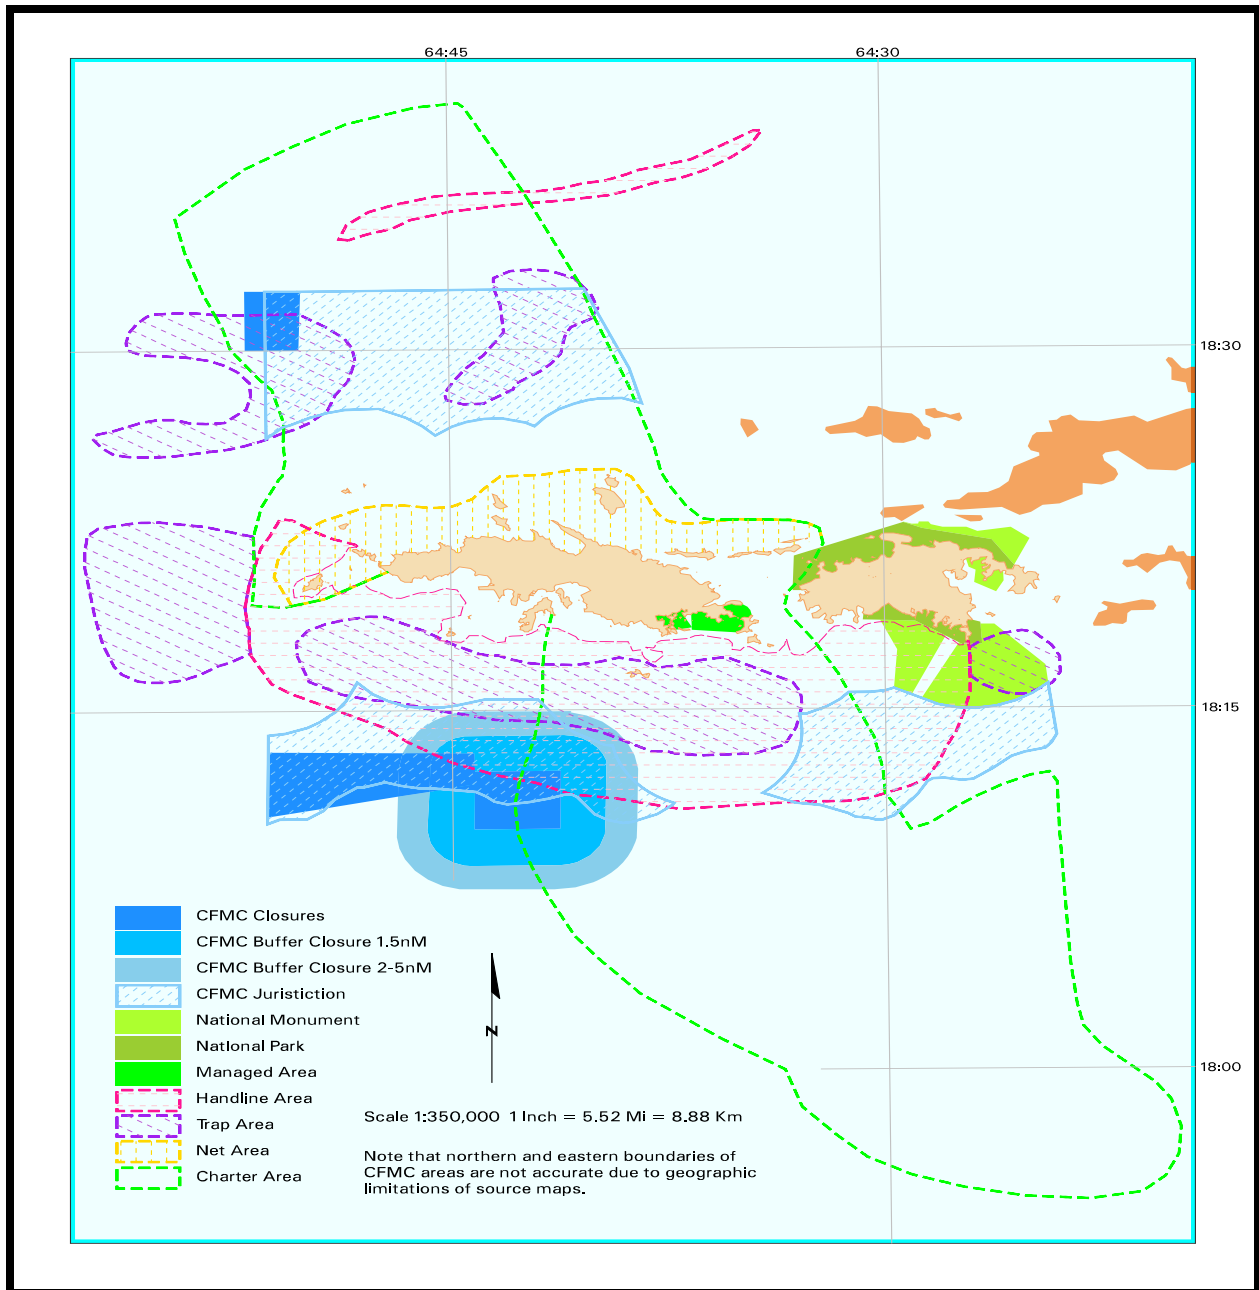 64:45 64:30
18:30
18:15
CFMC Closures
CFMC Buffer Closure 1.5nM
CFMC Buffer Closure 2-5nM
CFMC Juristiction
National Monument
National Park
Managed Area
Handline Area
Trap Area
Net Area
Charter Area
N
18:00
Scale 1:350,000 1 Inch = 5.52 Mi = 8.88 Km
Note that northern and eastern boundaries of
CFMC areas are not accurate due to geographic
limitations of source maps.